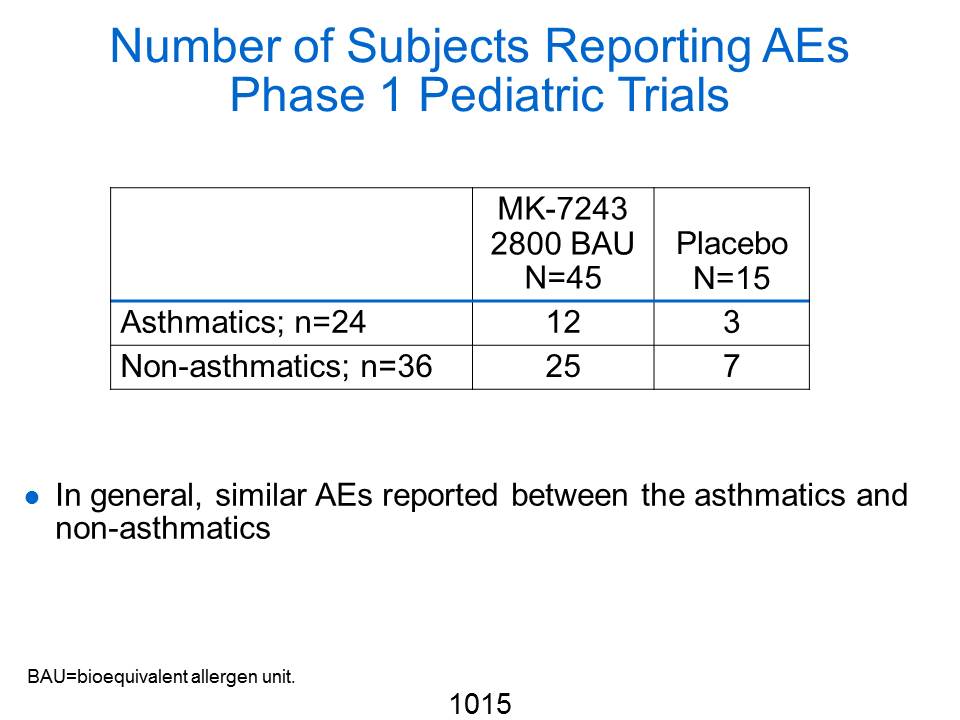 Number of Subjects Reporting AEs
Phase 1 Pediatric Trials
MK-7243
2800 BAU
N=45
Placebo
N=15
Asthmatics; n=24 12 3
Non-asthmatics; n=36 25 7
● In general, similar AEs reported between the asthmatics and
non-asthmatics
BAU=bioequivalent allergen unit.
1015